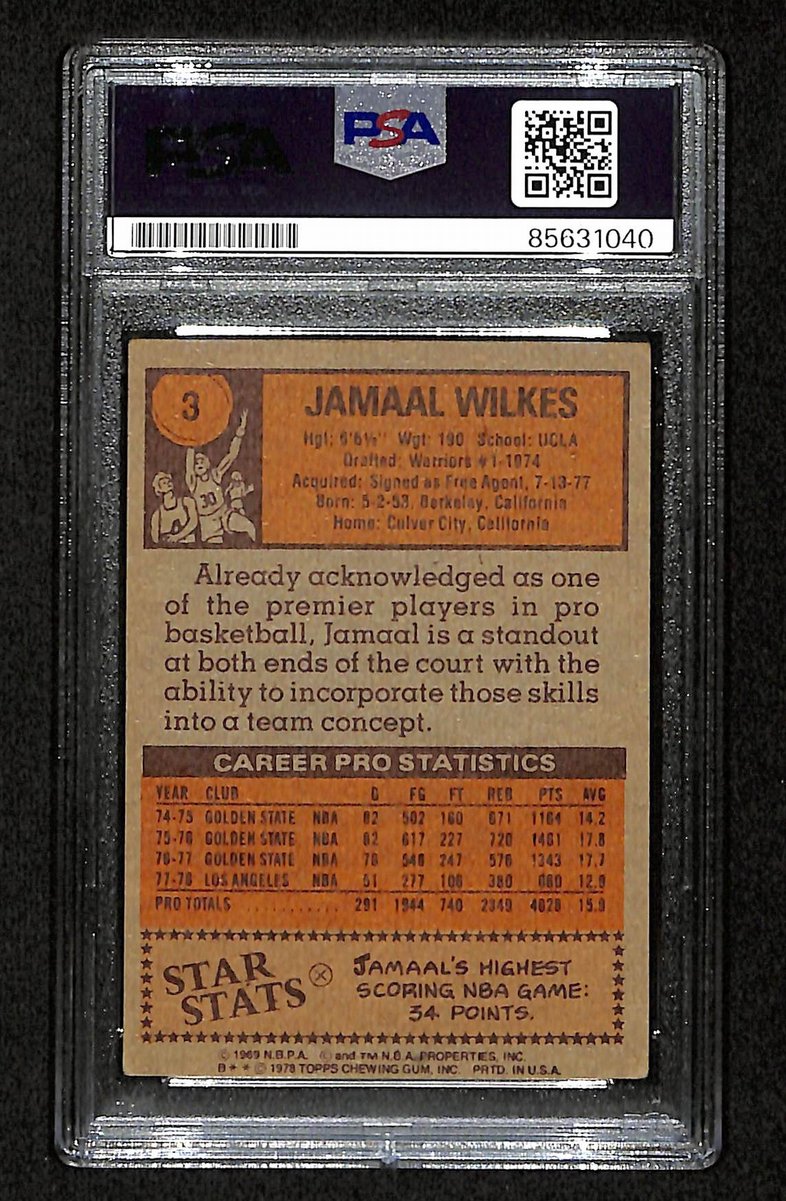 PSA
PSA
85631040
3
JAMAAL WILKES
Hgt: 6'6½" Wgt: 190 School: UCLA
Drafted: Warriors #1-1974
Acquired: Signed as Free Agent, 7-13-77
Born: 5-2-53, Berkeley, California
Home: Culver City, California
30
Already acknowledged as one
of the premier players in pro
basketball, Jamaal is a standout
at both ends of the court with the
ability to incorporate those skills
into a team concept.
CAREER PRO STATISTICS
YEAR CLUB G FG FT REB PTS AVG
74-75 GOLDEN STATE NBA 82 502 160 671 1164 14.2
75-76 GOLDEN STATE NBA 82 617 227 720 1461 17.8
76-77 GOLDEN STATE NBA 76 548 247 578 1343 17.7
77-78 LOS ANGELES NBA 51 277 106 380 660 12.9
PRO TOTALS ........... 291 1944 740 2349 4628 15.9
STAR
STATS
JAMAAL'S HIGHEST
SCORING NBA GAME:
34 POINTS.
© 1969 N.B.P.A. © and TM N.B.A. PROPERTIES, INC.
B * * © 1978 TOPPS CHEWING GUM, INC. PRTD. IN U.S.A.